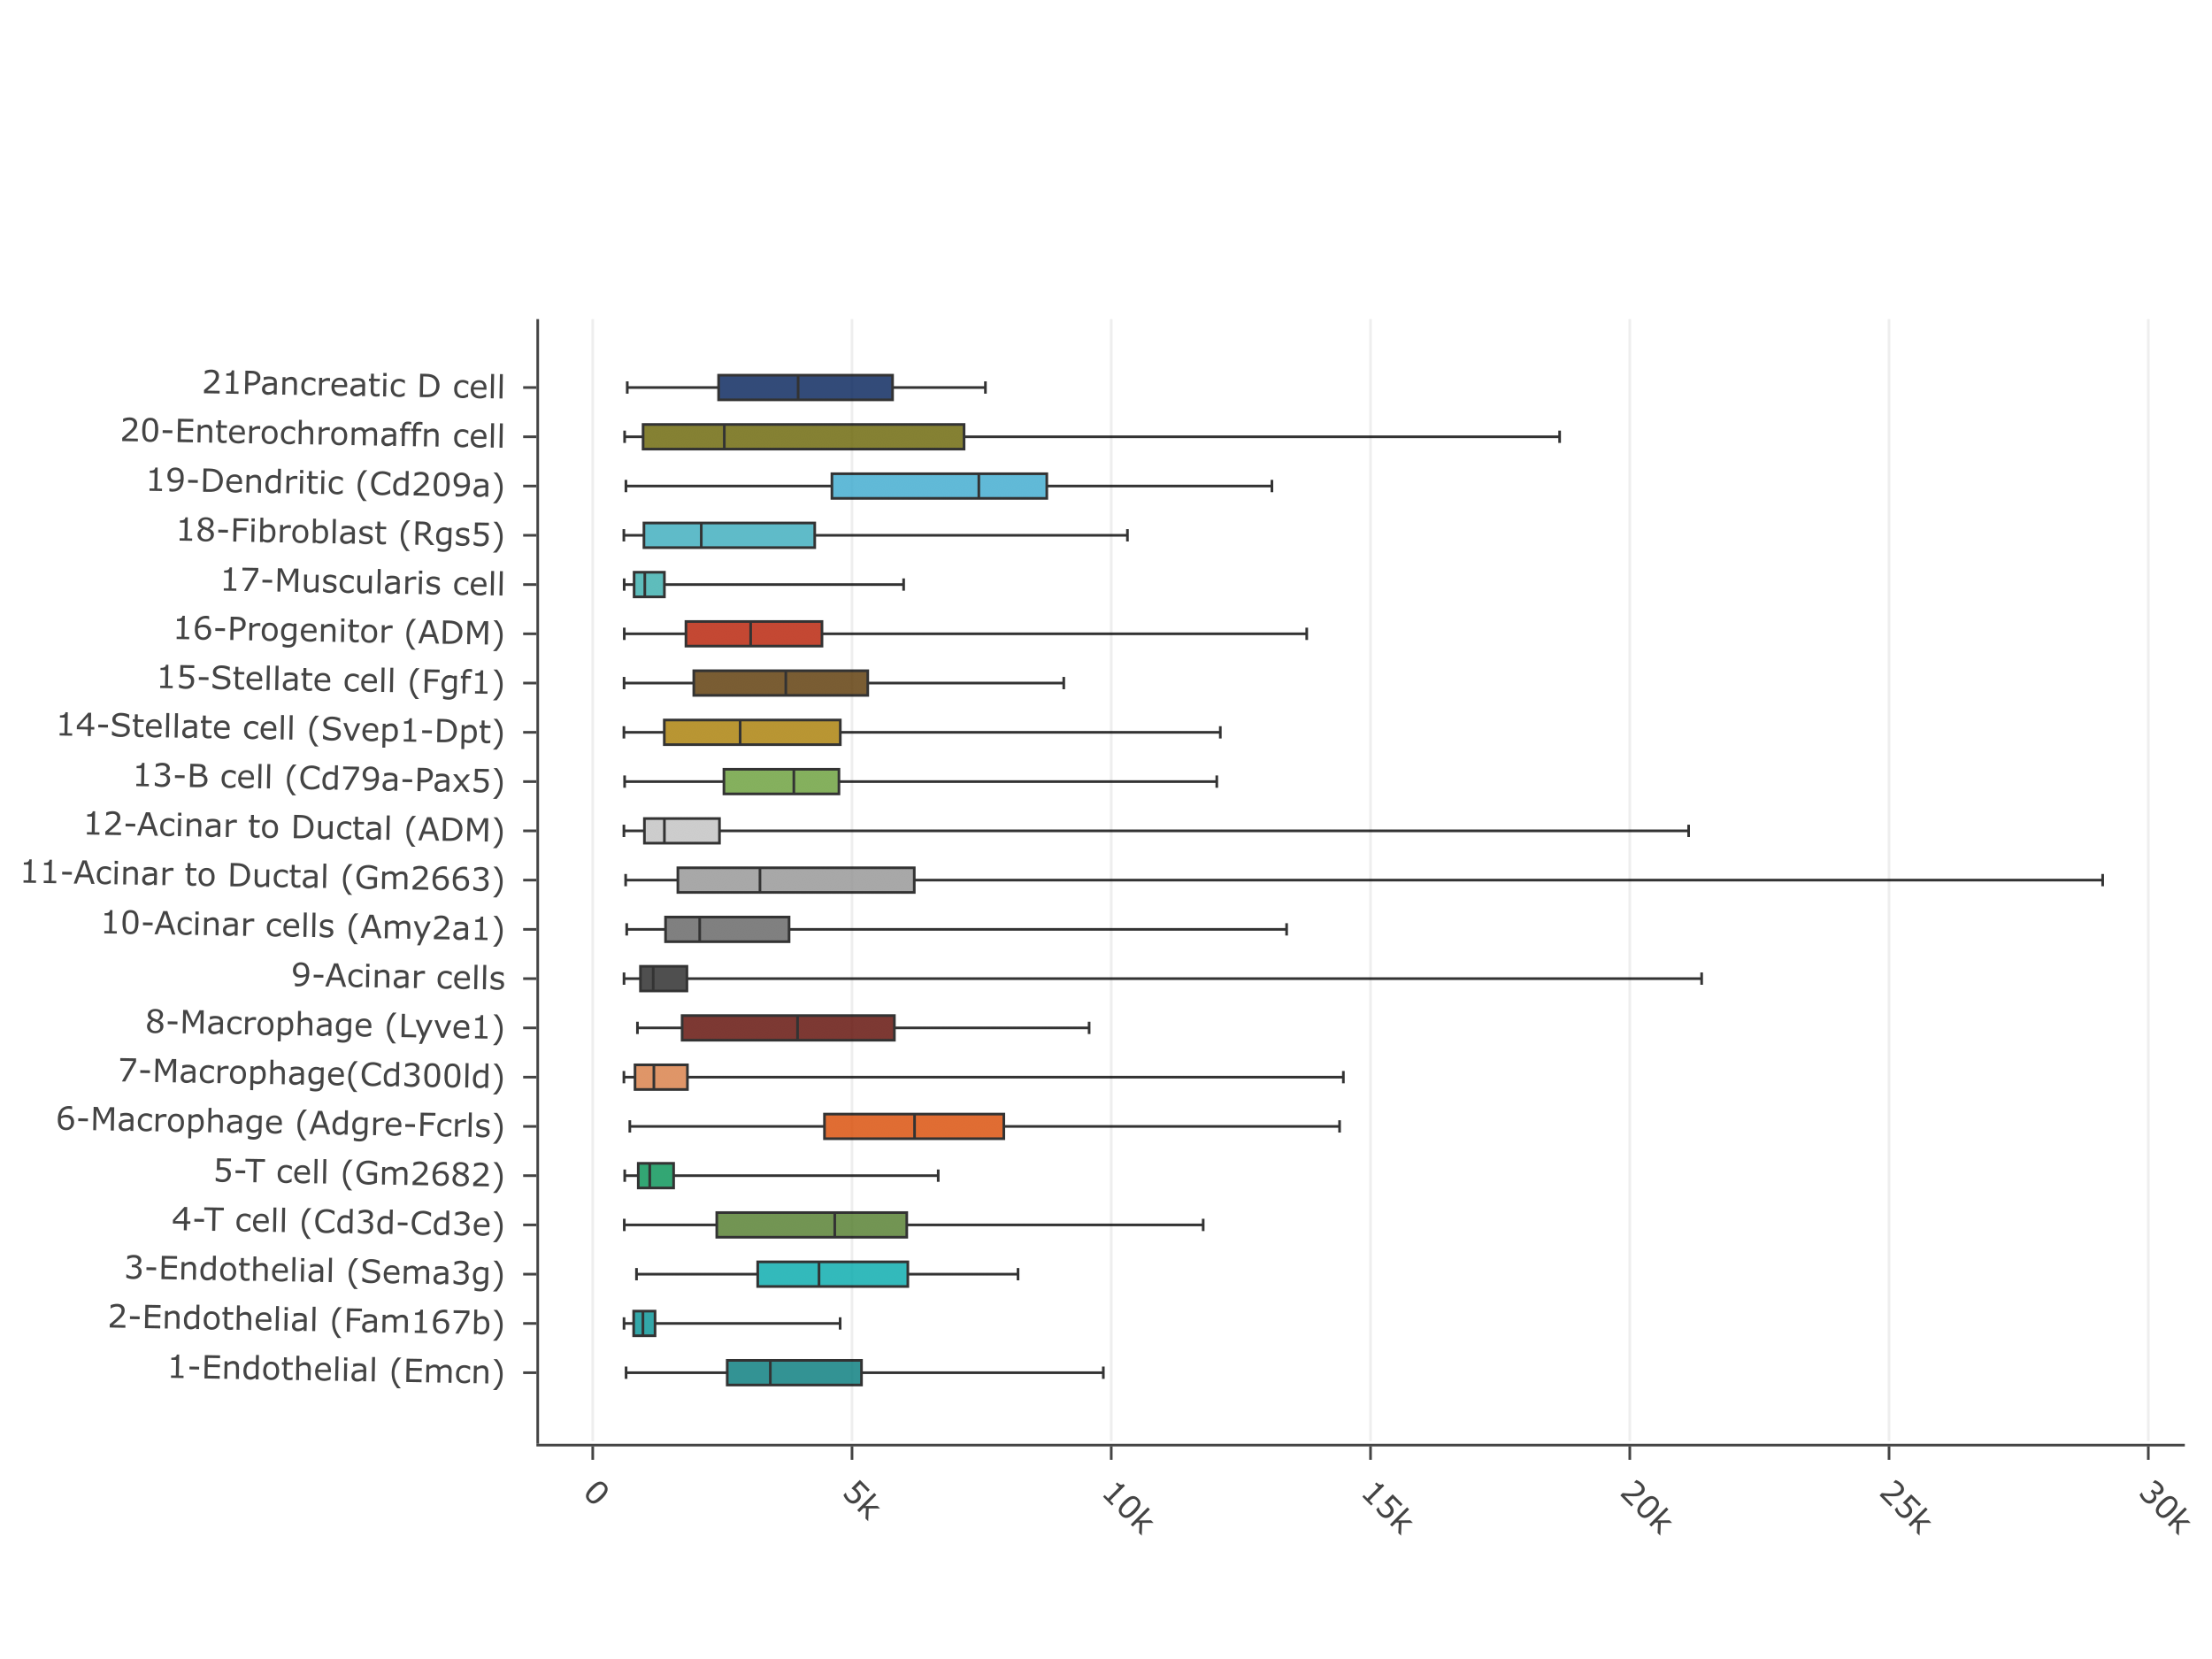 21Pancreatic D cell
20-Enterochromaffn cell
19-Dendritic (Cd209a)
18-Fibroblast (Rgs5)
17-Muscularis cell
16-Progenitor (ADM)
15-Stellate cell (Fgf1)
14-Stellate cell (Svep1-Dpt)
13-B cell (Cd79a-Pax5)
12-Acinar to Ductal (ADM)
11-Acinar to Ductal (Gm2663)
10-Acinar cells (Amy2a1)
9-Acinar cells
8-Macrophage (Lyve1)
7-Macrophage(Cd300ld)
6-Macrophage (Adgre-Fcrls)
5-T cell (Gm2682)
4-T cell (Cd3d-Cd3e)
3-Endothelial (Sema3g)
2-Endothelial (Fam167b)
1-Endothelial (Emcn)
0 5k 10k 15k 20k 25k 30k